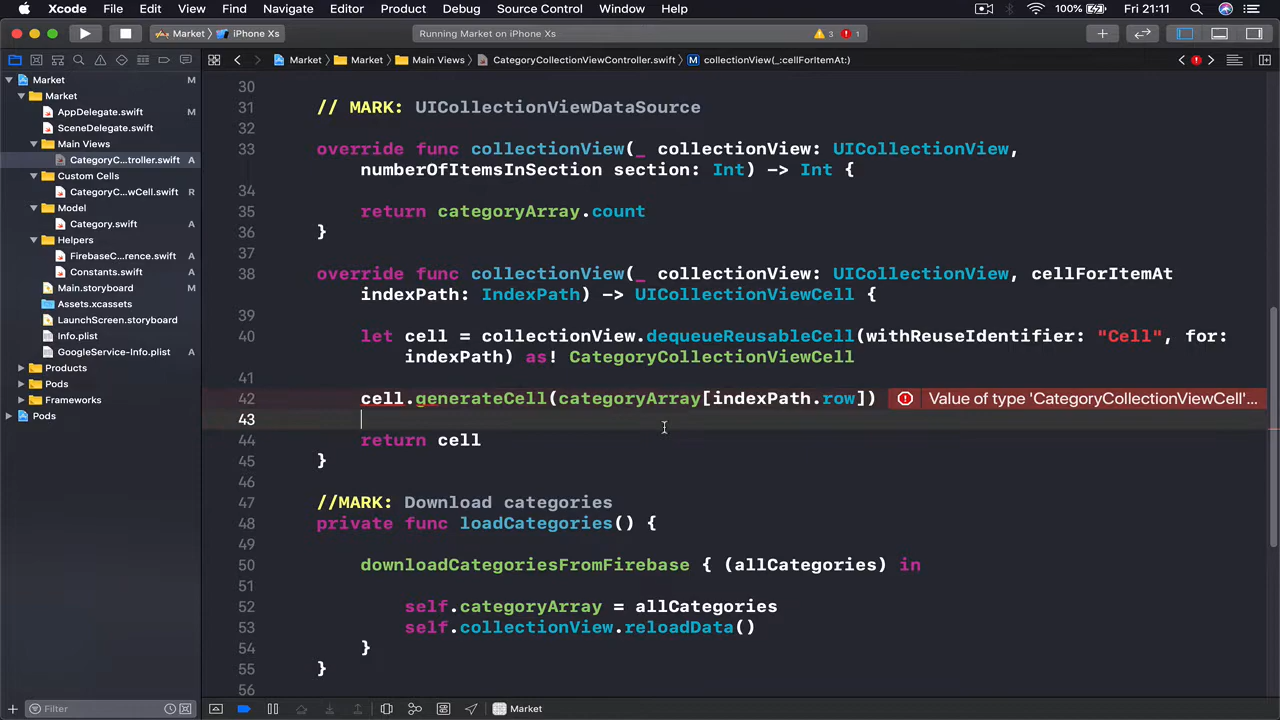 Xcode File Edit View Find Navigate Editor Product Debug Source Control Window Help 100% Fri 21:11
Market iPhone Xs Running Market on iPhone Xs 3 1
Market Market Main Views CategoryCollectionViewController.swift M collectionView(_:cellForItemAt:)
Market M
Market
AppDelegate.swift M
SceneDelegate.swift
Main Views
CategoryC...troller.swift A
Custom Cells
CategoryC...wCell.swift R
Model
Category.swift A
Helpers
FirebaseC...rence.swift A
Constants.swift A
Main.storyboard M
Assets.xcassets
LaunchScreen.storyboard
Info.plist
GoogleService-Info.plist A
Products
Pods
Frameworks
Pods
30
31 // MARK: UICollectionViewDataSource
32
33 override func collectionView(_ collectionView: UICollectionView,
numberOfItemsInSection section: Int) -> Int {
34
35 return categoryArray.count
36 }
37
38 override func collectionView(_ collectionView: UICollectionView, cellForItemAt
indexPath: IndexPath) -> UICollectionViewCell {
39
40 let cell = collectionView.dequeueReusableCell(withReuseIdentifier: "Cell", for:
indexPath) as! CategoryCollectionViewCell
41
42 cell.generateCell(categoryArray[indexPath.row]) Value of type 'CategoryCollectionViewCell'...
43
44 return cell
45 }
46
47 //MARK: Download categories
48 private func loadCategories() {
49
50 downloadCategoriesFromFirebase { (allCategories) in
51
52 self.categoryArray = allCategories
53 self.collectionView.reloadData()
54 }
55 }
56
Filter Market